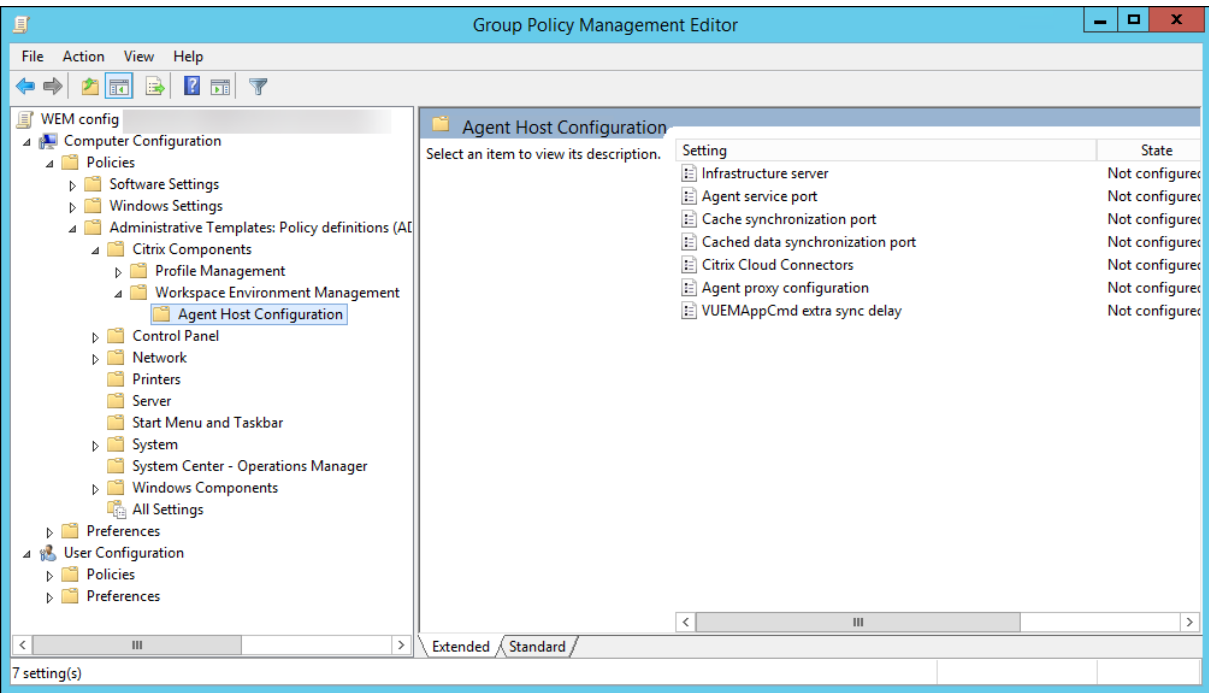 Group Policy Management Editor
File Action View Help
WEM config
Computer Configuration
Policies
Software Settings
Windows Settings
Administrative Templates: Policy definitions (AD
Citrix Components
Profile Management
Workspace Environment Management
Agent Host Configuration
Control Panel
Network
Printers
Server
Start Menu and Taskbar
System
System Center - Operations Manager
Windows Components
All Settings
Preferences
User Configuration
Policies
Preferences
Agent Host Configuration
Select an item to view its description.
Setting State
Infrastructure server Not configured
Agent service port Not configured
Cache synchronization port Not configured
Cached data synchronization port Not configured
Citrix Cloud Connectors Not configured
Agent proxy configuration Not configured
VUEMAppCmd extra sync delay Not configured
Extended Standard
7 setting(s)